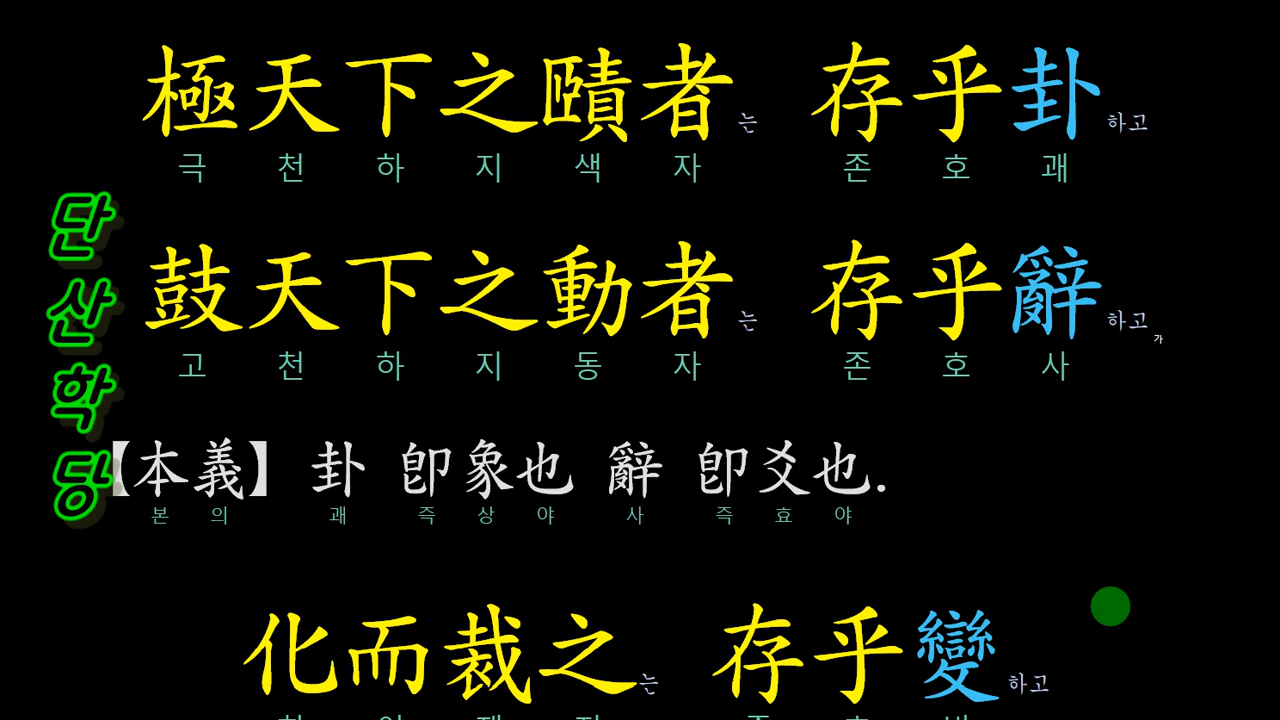 極天下之賾者는 存乎卦하고
극천하지색자 존호괘
鼓天下之動者는 存乎辭하고
가
고천하지동자 존호사
단산학당
【本義】 卦 卽象也 辭 卽爻也.
본의 괘 즉상야 사 즉효야
化而裁之는 存乎變하고